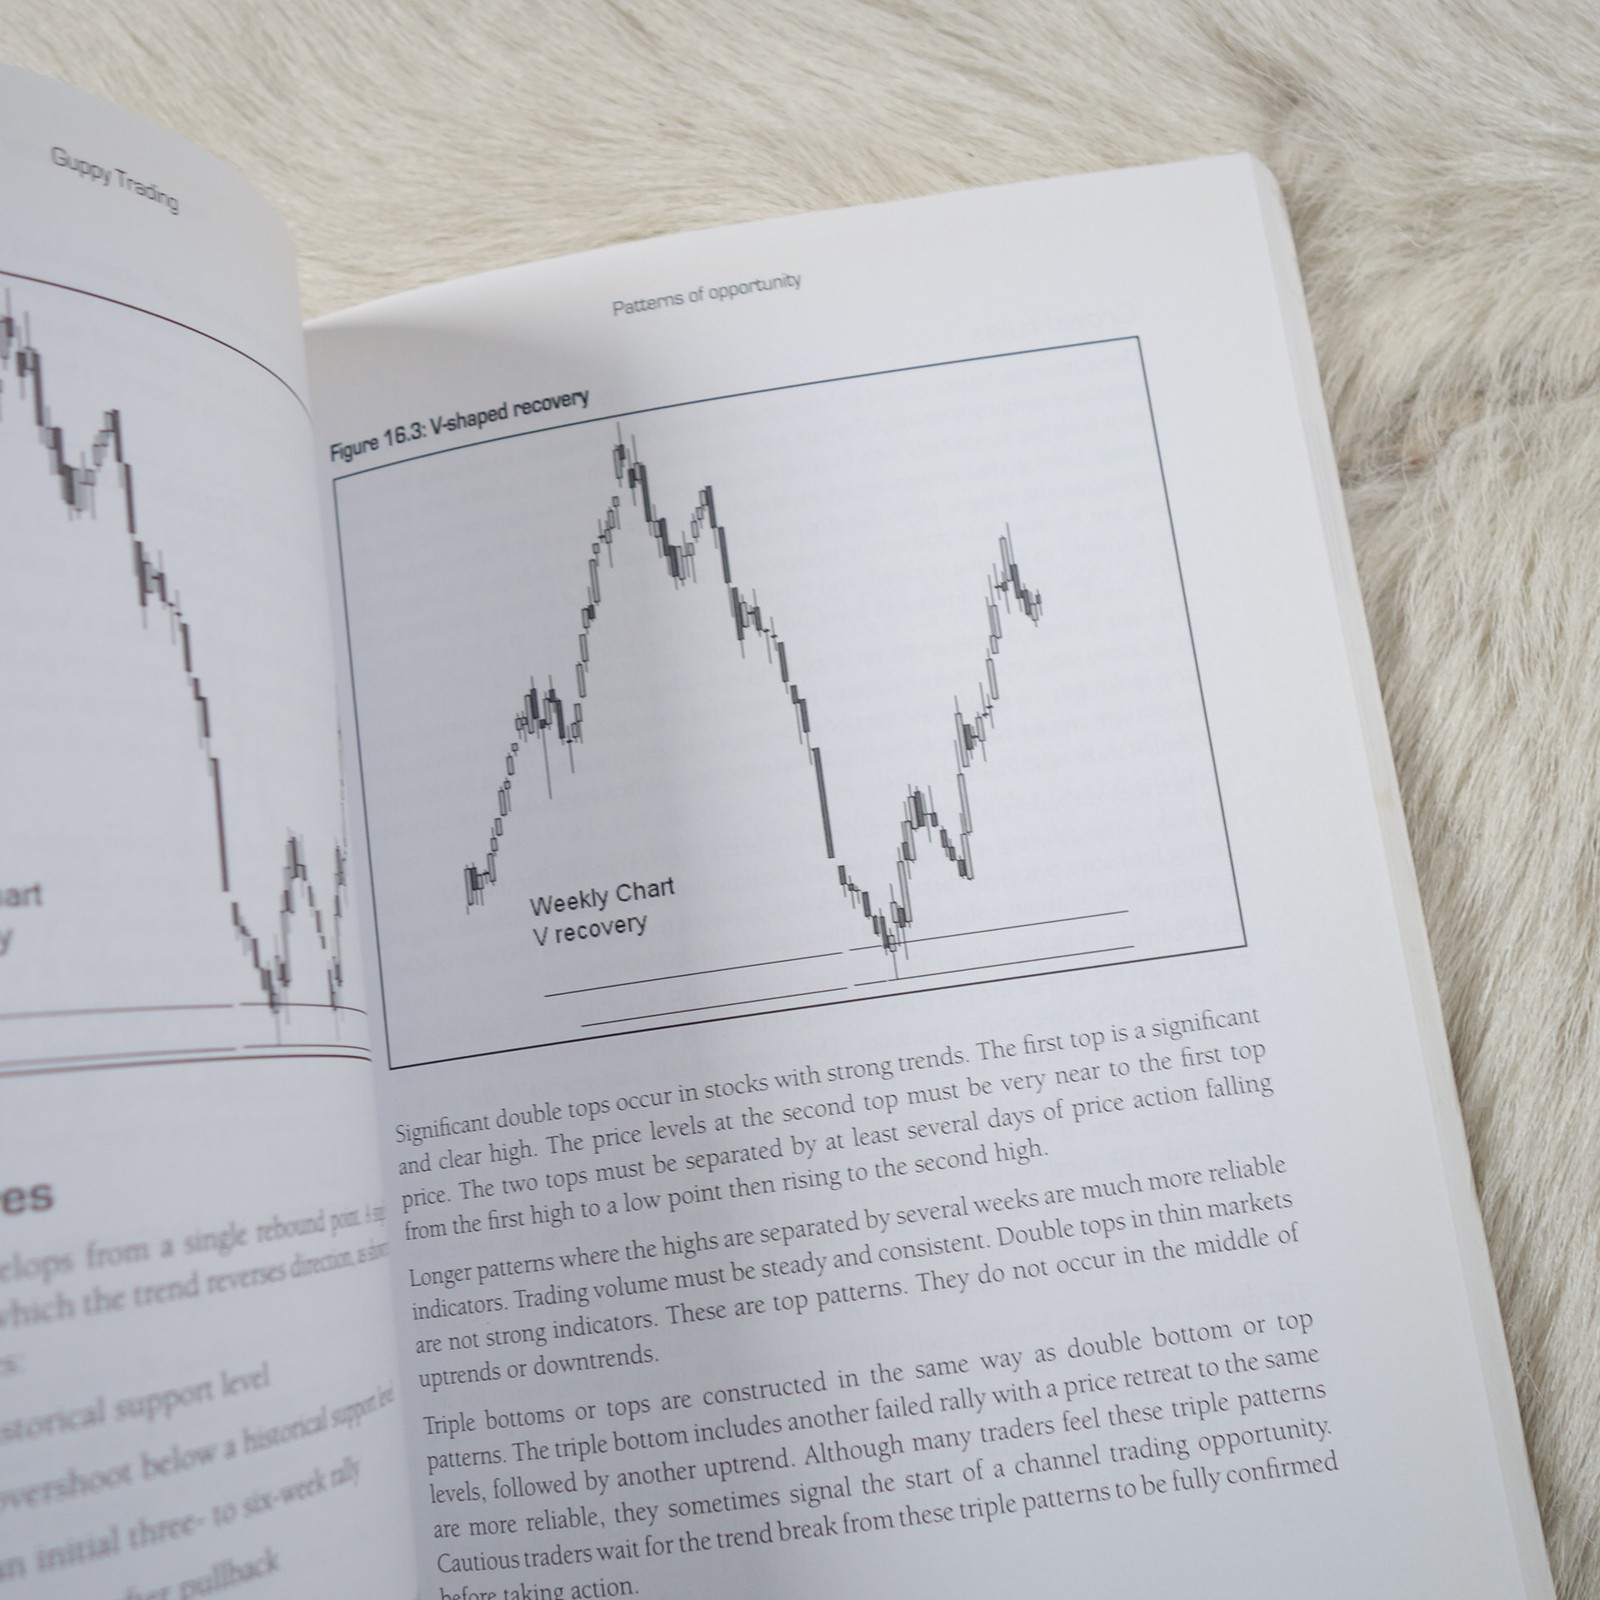 Guppy Trading
art
y
es
elops from a single rebound point.
which the trend reverses direction, as
s:
storical support level
vershoot below a historical support level
an initial three- to six-week rally
pullback
Patterns of opportunity
Figure 16.3: V-shaped recovery
Weekly Chart
V recovery
Significant double tops occur in stocks with strong trends. The first top is a significant
and clear high. The price levels at the second top must be very near to the first top
price. The two tops must be separated by at least several days of price action falling
from the first high to a low point then rising to the second high.
Longer patterns where the highs are separated by several weeks are much more reliable
indicators. Trading volume must be steady and consistent. Double tops in thin markets
are not strong indicators. These are top patterns. They do not occur in the middle of
uptrends or downtrends.
Triple bottoms or tops are constructed in the same way as double bottom or top
patterns. The triple bottom includes another failed rally with a price retreat to the same
levels, followed by another uptrend. Although many traders feel these triple patterns
are more reliable, they sometimes signal the start of a channel trading opportunity.
Cautious traders wait for the trend break from these triple patterns to be fully confirmed
before taking action.